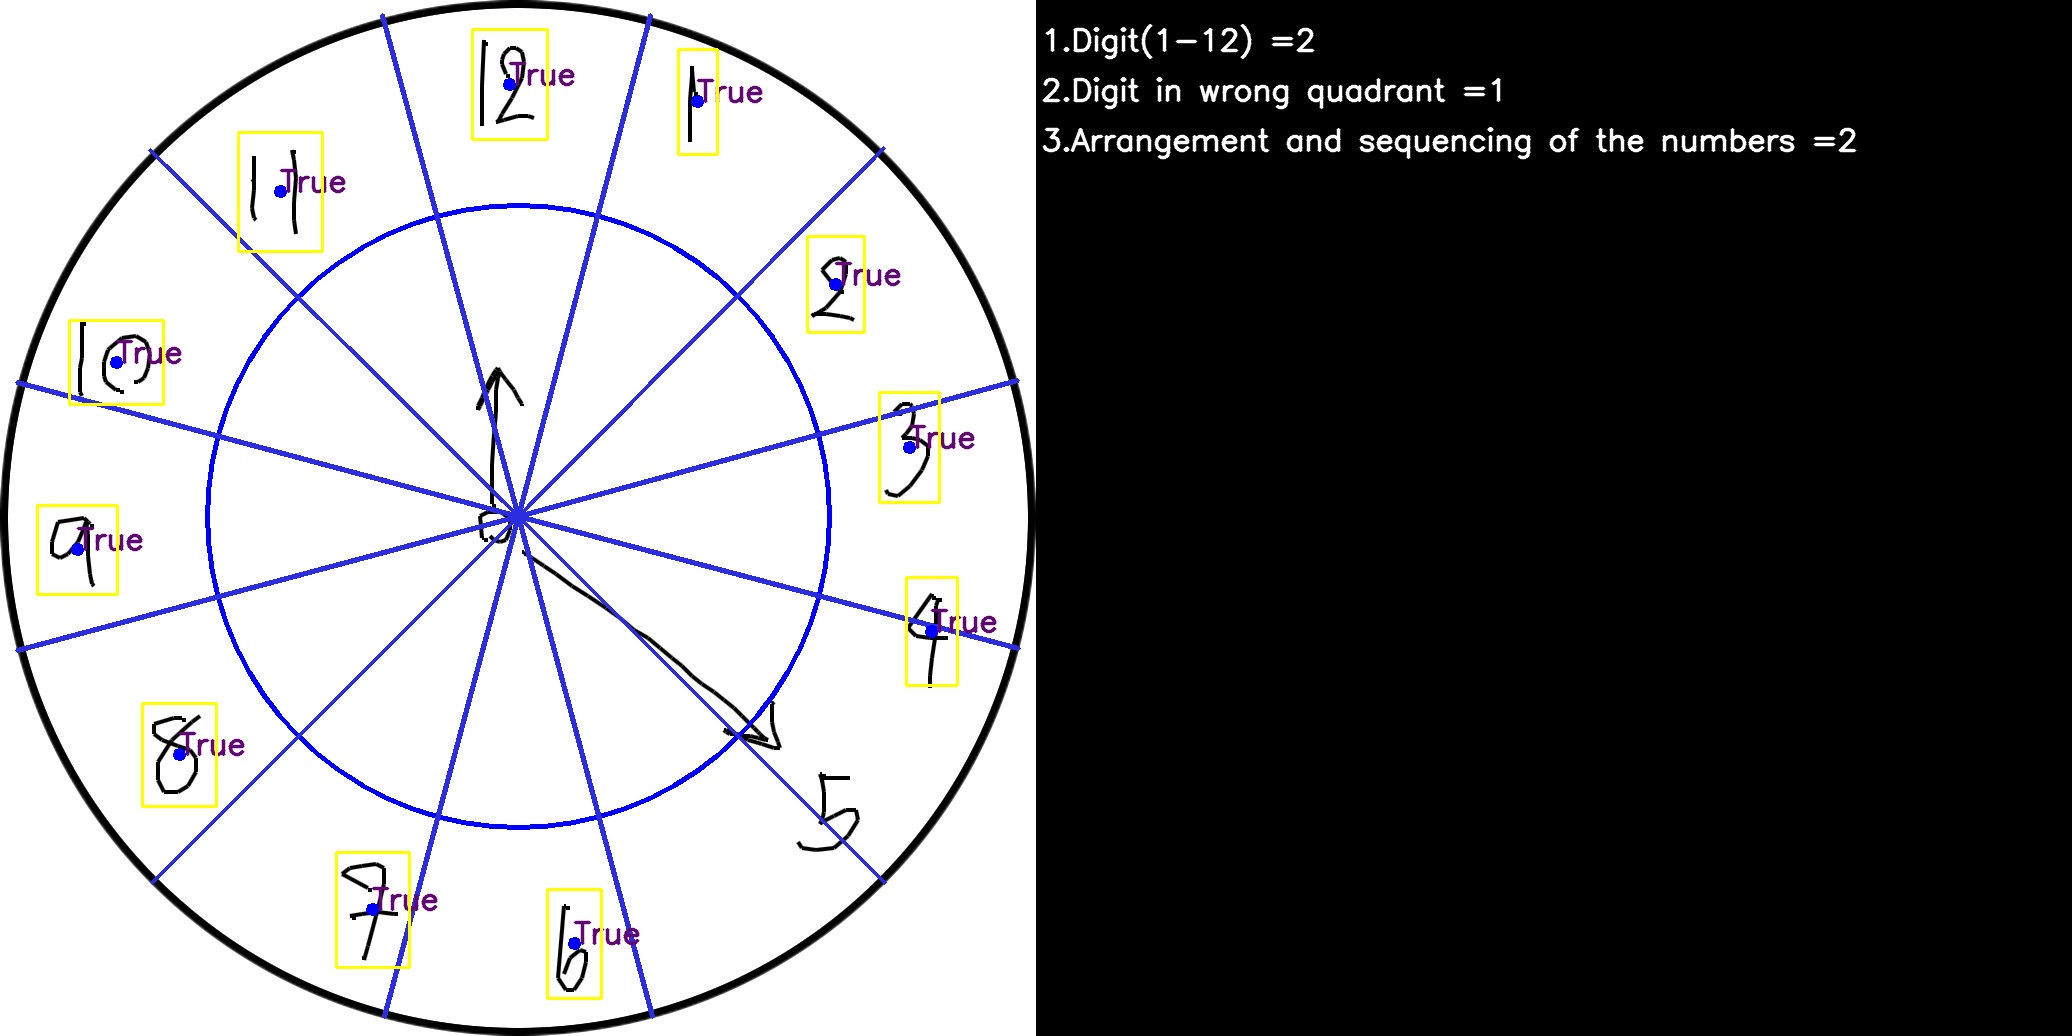 12 True
1 True
11 True
2 True
10 True
3 True
9 True
4 True
8 True
5
7 True
6 True
1.Digit(1-12) =2
2.Digit in wrong quadrant =1
3.Arrangement and sequencing of the numbers =2